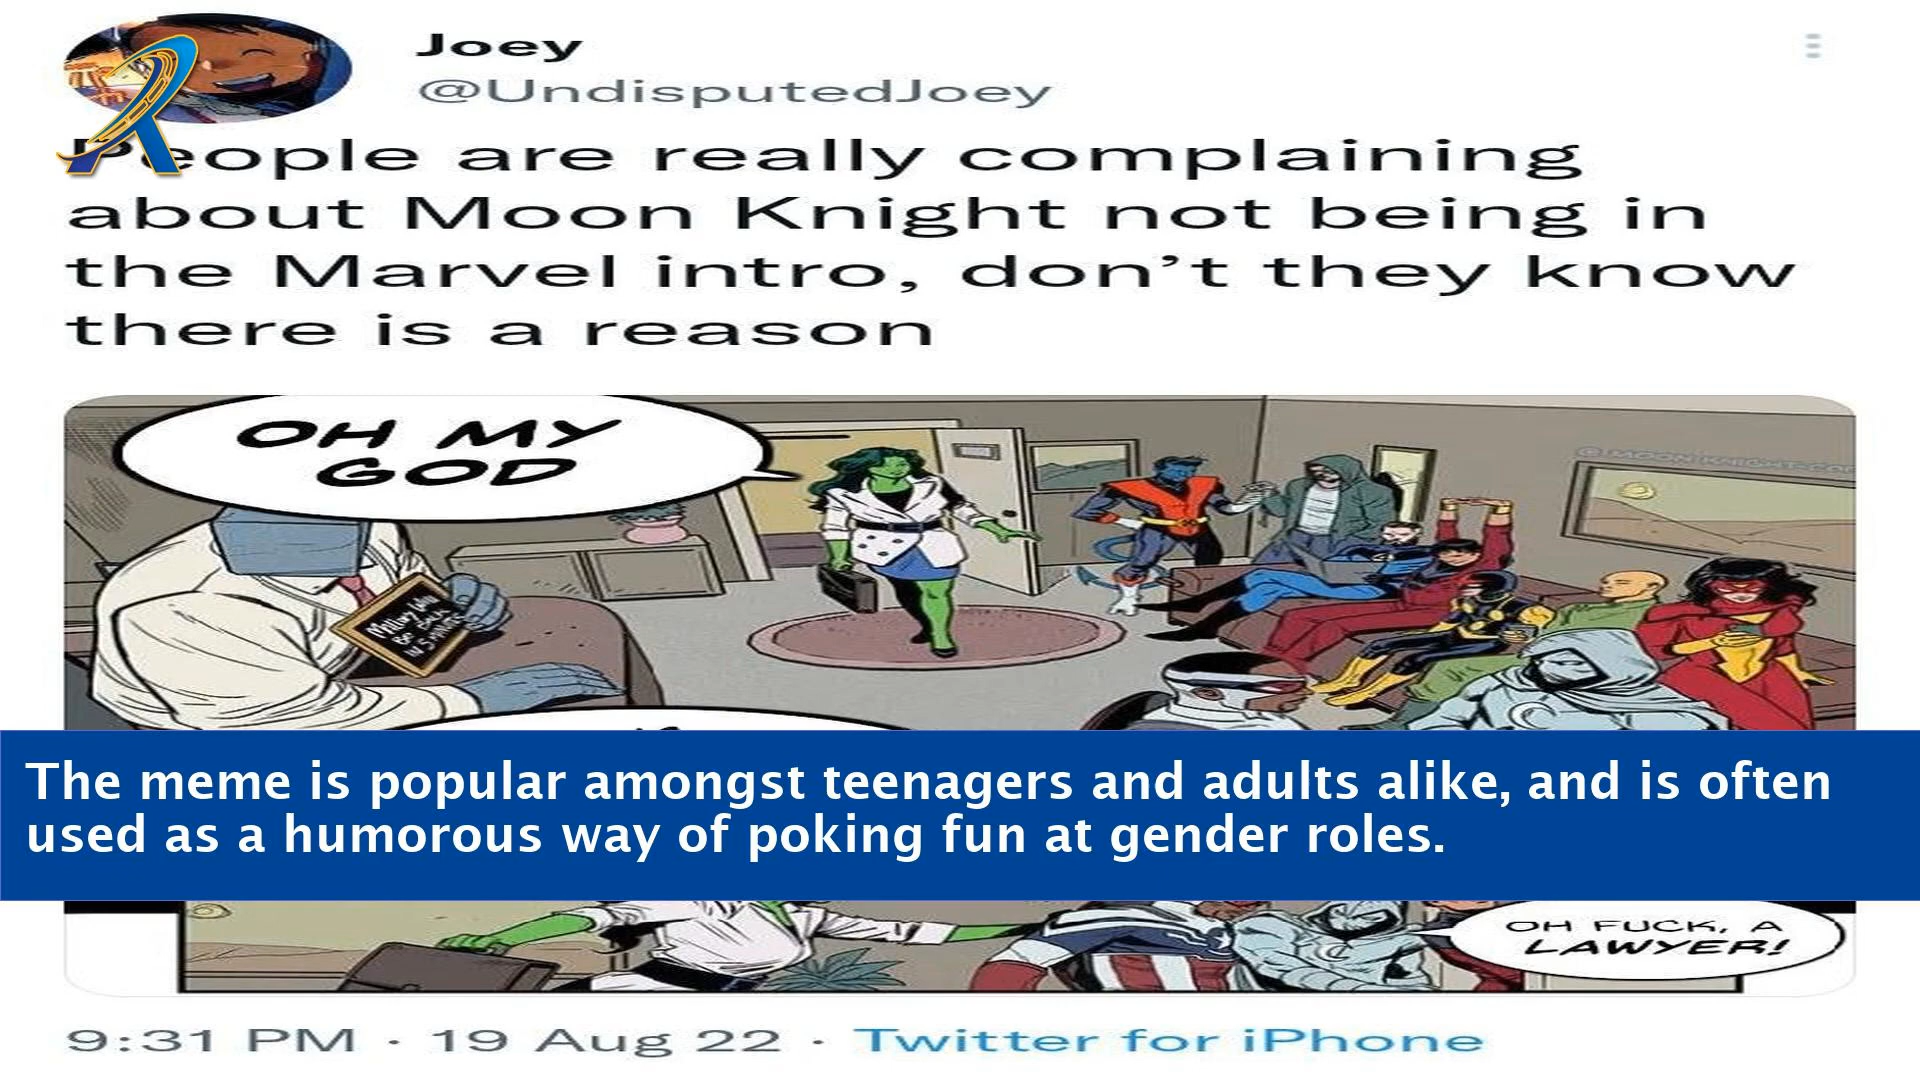 Joey
@UndisputedJoey
People are really complaining
about Moon Knight not being in
the Marvel intro, don’t they know
there is a reason
OH MY
GOD
OH FUCK, A
LAWYER!
The meme is popular amongst teenagers and adults alike, and is often
used as a humorous way of poking fun at gender roles.
9:31 PM · 19 Aug 22 · Twitter for iPhone